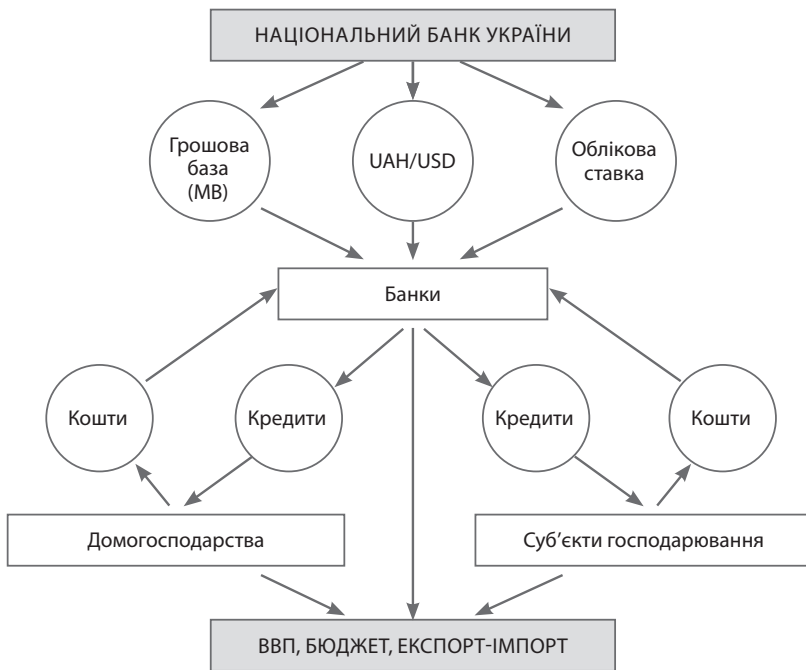 НАЦІОНАЛЬНИЙ БАНК УКРАЇНИ
Грошова
база
(МВ)
UAH/USD
Облікова
ставка
Банки
Кошти
Кредити
Кредити
Кошти
Домогосподарства
Суб’єкти господарювання
ВВП, БЮДЖЕТ, ЕКСПОРТ-ІМПОРТ